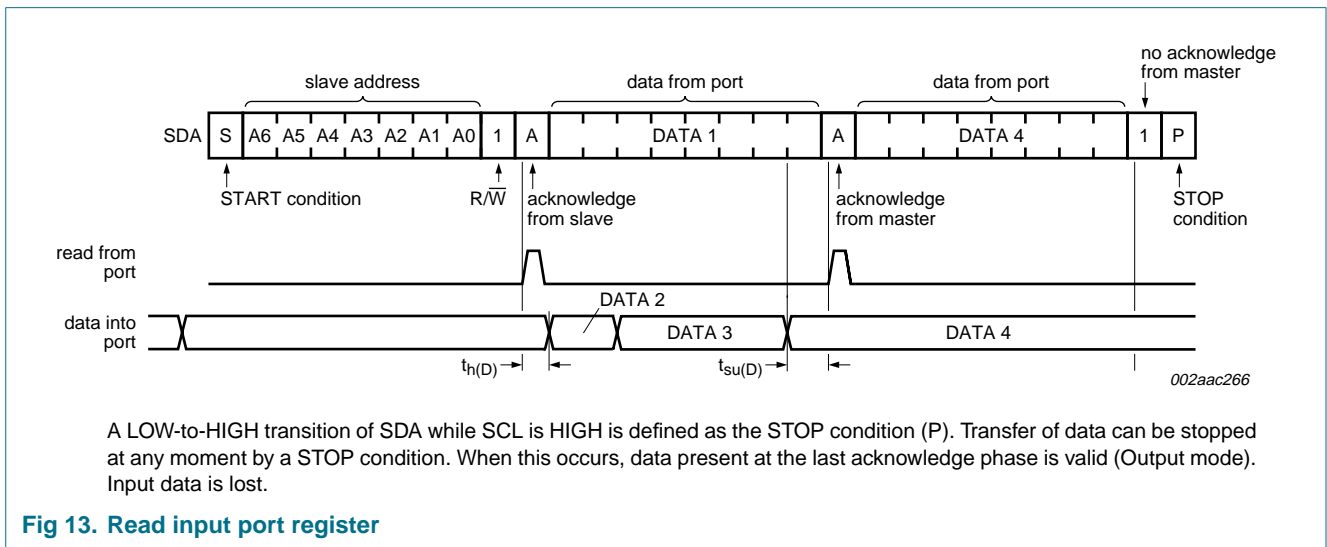 no acknowledge
from master
slave address
data from port
data from port
SDA S A6 A5 A4 A3 A2 A1 A0 1 A DATA 1 A DATA 4 1 P
START condition
R/W̅
acknowledge
from slave
acknowledge
from master
STOP
condition
read from
port
data into
port
DATA 2
DATA 3
DATA 4
th(D)
tsu(D)
002aac266
A LOW-to-HIGH transition of SDA while SCL is HIGH is defined as the STOP condition (P). Transfer of data can be stopped
at any moment by a STOP condition. When this occurs, data present at the last acknowledge phase is valid (Output mode).
Input data is lost.
Fig 13. Read input port register